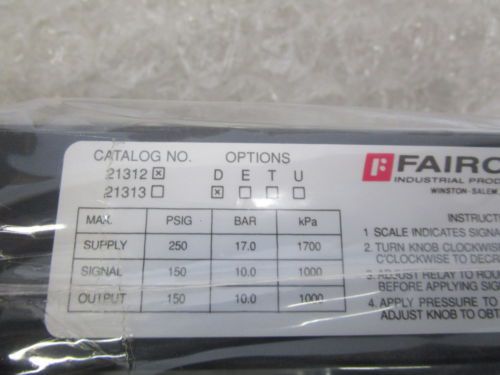 CATALOG NO. OPTIONS
21312 ☒ D E T U
21313 ☐ ☒ ☐ ☐ ☐
MAX. PSIG BAR kPa
SUPPLY 250 17.0 1700
SIGNAL 150 10.0 1000
OUTPUT 150 10.0 1000
FAIRC
INDUSTRIAL PROD
WINSTON-SALEM
INSTRUCT
1 SCALE INDICATES SIGNA
2. TURN KNOB CLOCKWIS
C'CLOCKWISE TO DECR
3. ADJUST RELAY TO ROU
BEFORE APPLYING SIG
4. APPLY PRESSURE TO
ADJUST KNOB TO OBT